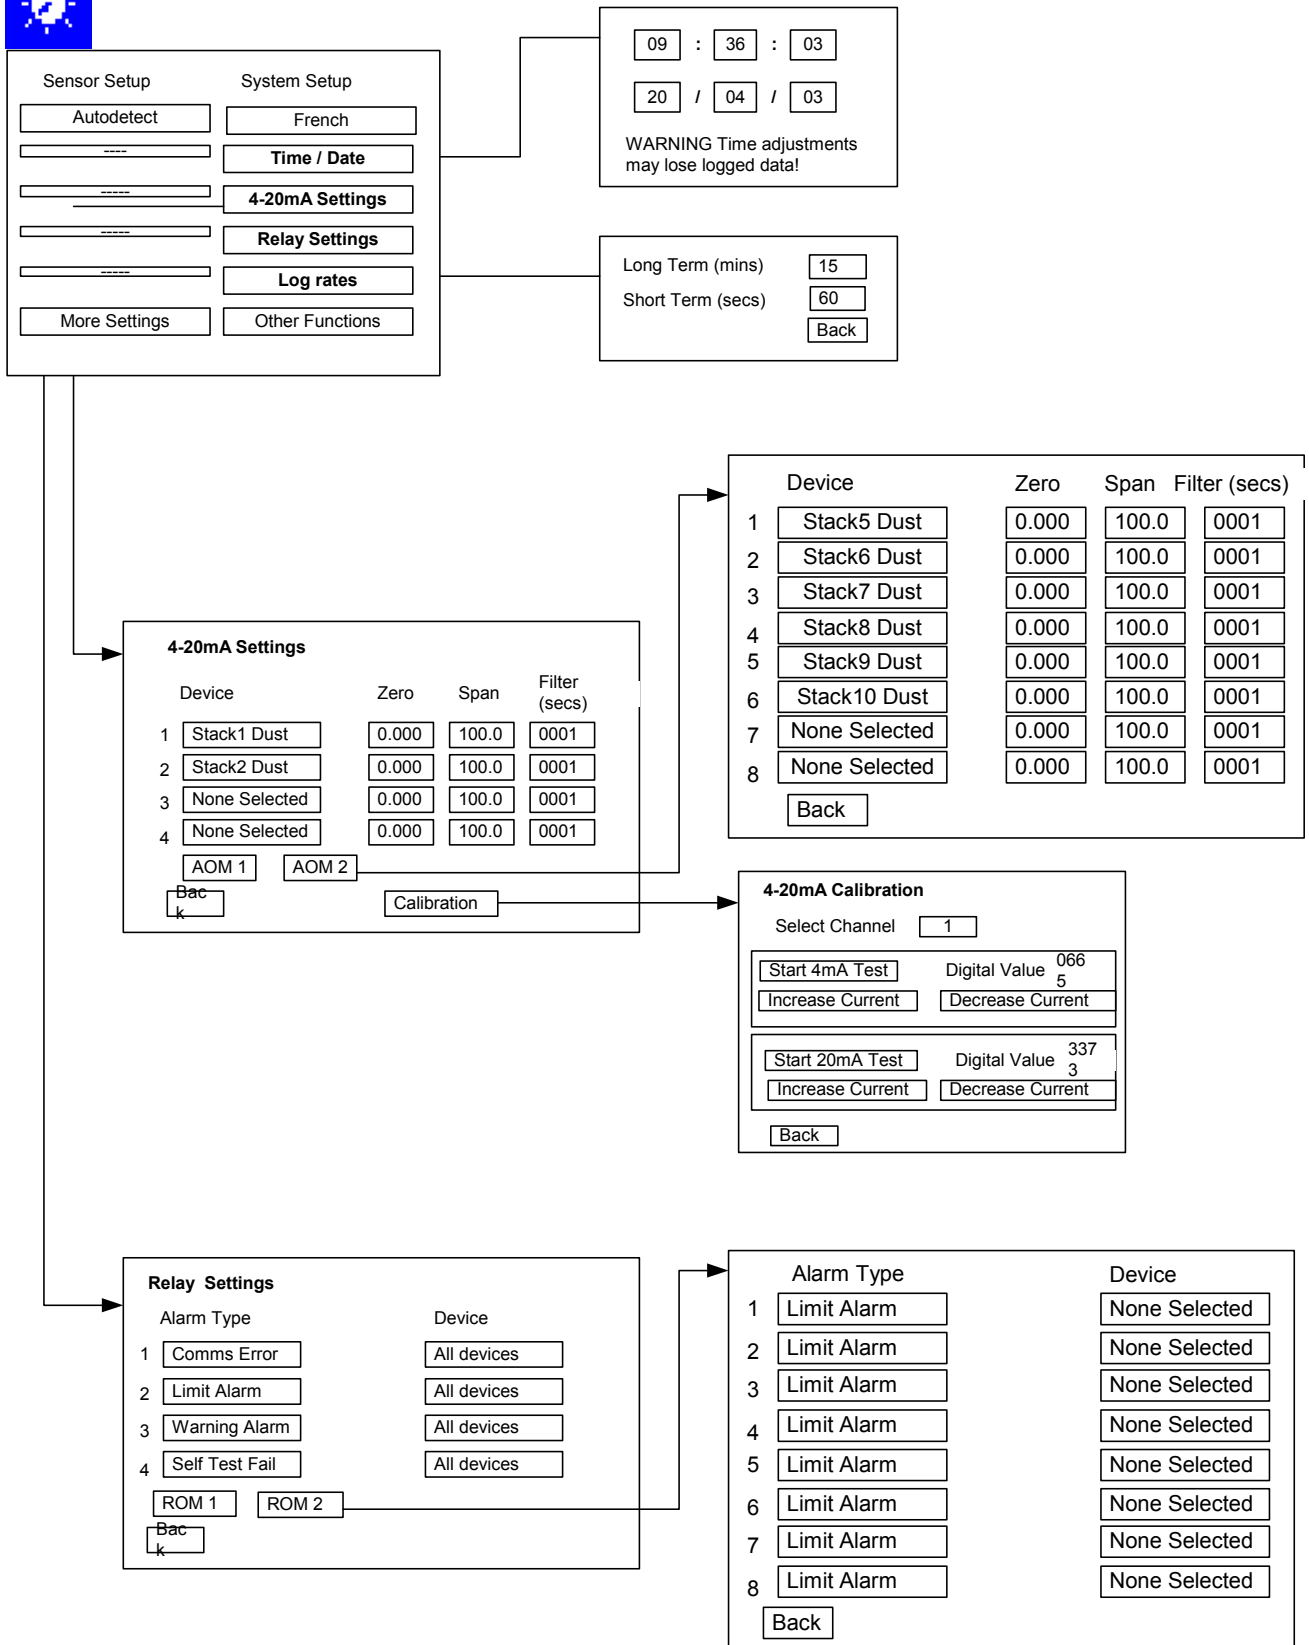 Sensor Setup System Setup
Autodetect French
---- Time / Date
----- 4-20mA Settings
----- Relay Settings
----- Log rates
More Settings Other Functions
09 : 36 : 03
20 / 04 / 03
WARNING Time adjustments
may lose logged data!
Long Term (mins) 15
Short Term (secs) 60
Back
Device Zero Span Filter (secs)
1 Stack5 Dust 0.000 100.0 0001
2 Stack6 Dust 0.000 100.0 0001
3 Stack7 Dust 0.000 100.0 0001
4 Stack8 Dust 0.000 100.0 0001
5 Stack9 Dust 0.000 100.0 0001
6 Stack10 Dust 0.000 100.0 0001
7 None Selected 0.000 100.0 0001
8 None Selected 0.000 100.0 0001
Back
4-20mA Settings
Device Zero Span Filter
(secs)
1 Stack1 Dust 0.000 100.0 0001
2 Stack2 Dust 0.000 100.0 0001
3 None Selected 0.000 100.0 0001
4 None Selected 0.000 100.0 0001
AOM 1 AOM 2
Bac
k
Calibration
4-20mA Calibration
Select Channel 1
Start 4mA Test Digital Value 066
5
Increase Current Decrease Current
Start 20mA Test Digital Value 337
3
Increase Current Decrease Current
Back
Relay Settings
Alarm Type Device
1 Comms Error All devices
2 Limit Alarm All devices
3 Warning Alarm All devices
4 Self Test Fail All devices
ROM 1 ROM 2
Bac
k
Alarm Type Device
1 Limit Alarm None Selected
2 Limit Alarm None Selected
3 Limit Alarm None Selected
4 Limit Alarm None Selected
5 Limit Alarm None Selected
6 Limit Alarm None Selected
7 Limit Alarm None Selected
8 Limit Alarm None Selected
Back